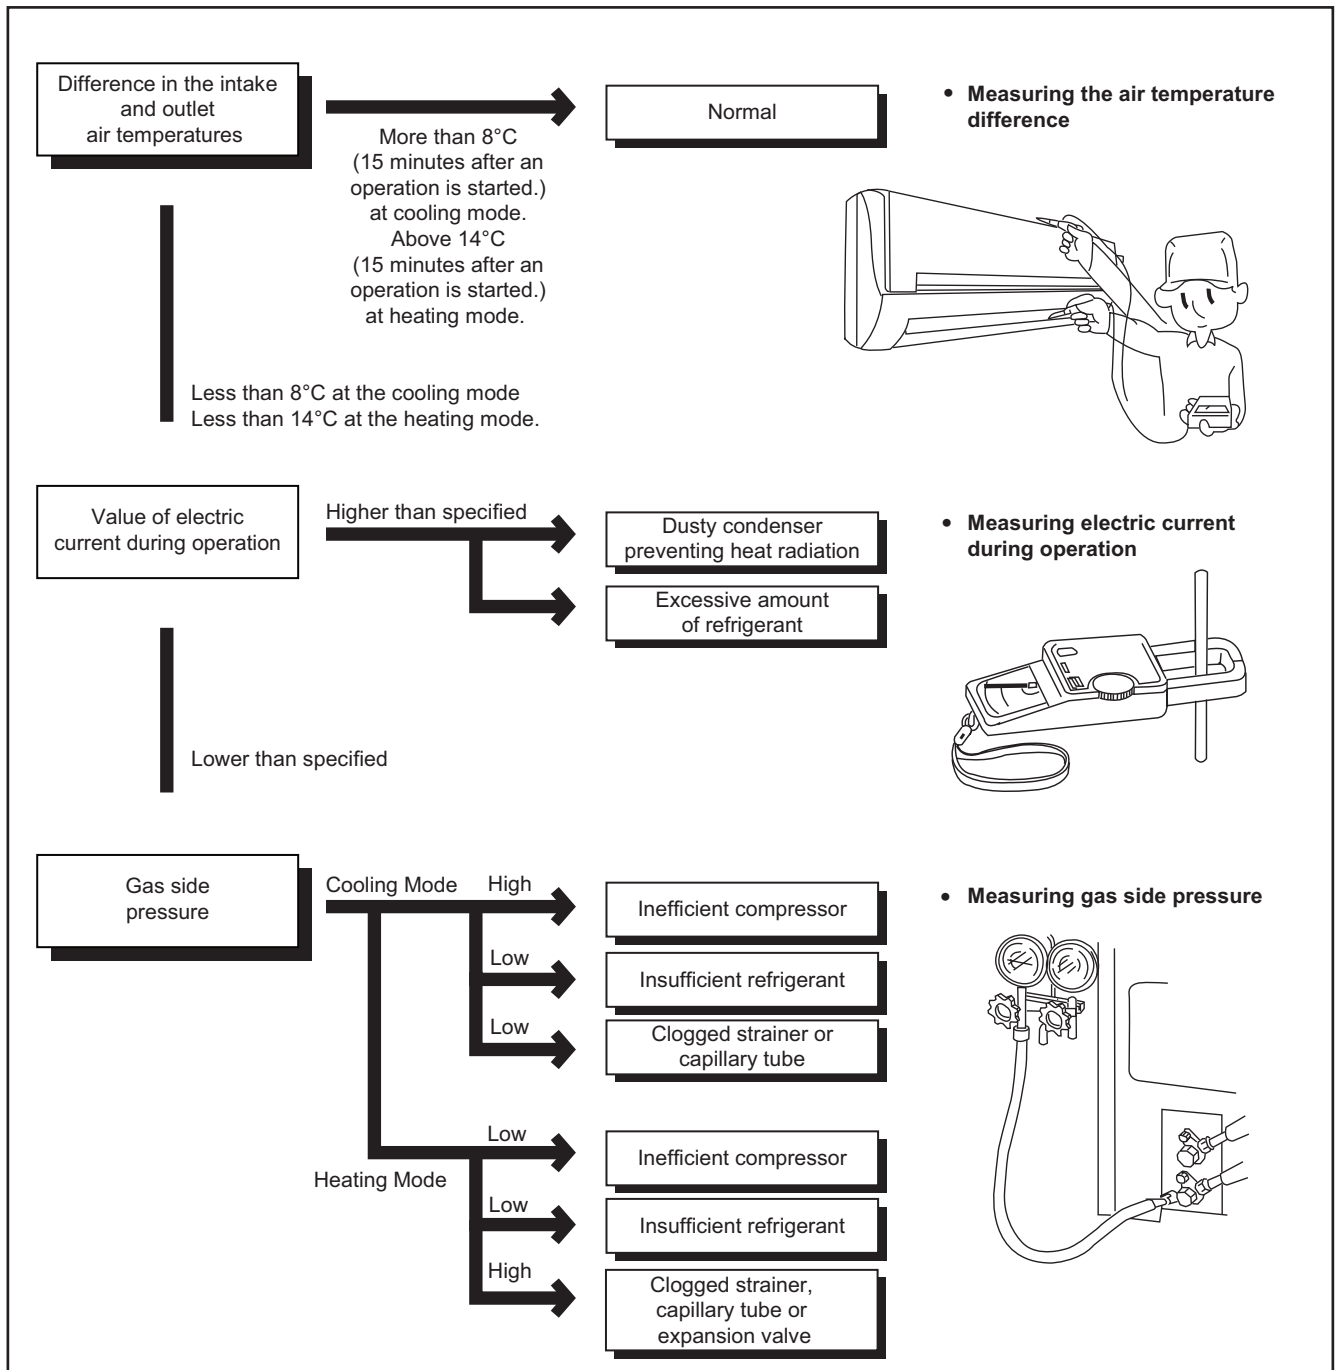 Difference in the intake
and outlet
air temperatures
More than 8°C
(15 minutes after an
operation is started.)
at cooling mode.
Above 14°C
(15 minutes after an
operation is started.)
at heating mode.
Normal
• Measuring the air temperature
difference
Less than 8°C at the cooling mode
Less than 14°C at the heating mode.
Value of electric
current during operation
Higher than specified
Dusty condenser
preventing heat radiation
Excessive amount
of refrigerant
• Measuring electric current
during operation
Lower than specified
Gas side
pressure
Cooling Mode
High
Inefficient compressor
Low
Insufficient refrigerant
Low
Clogged strainer or
capillary tube
• Measuring gas side pressure
Heating Mode
Low
Inefficient compressor
Low
Insufficient refrigerant
High
Clogged strainer,
capillary tube or
expansion valve